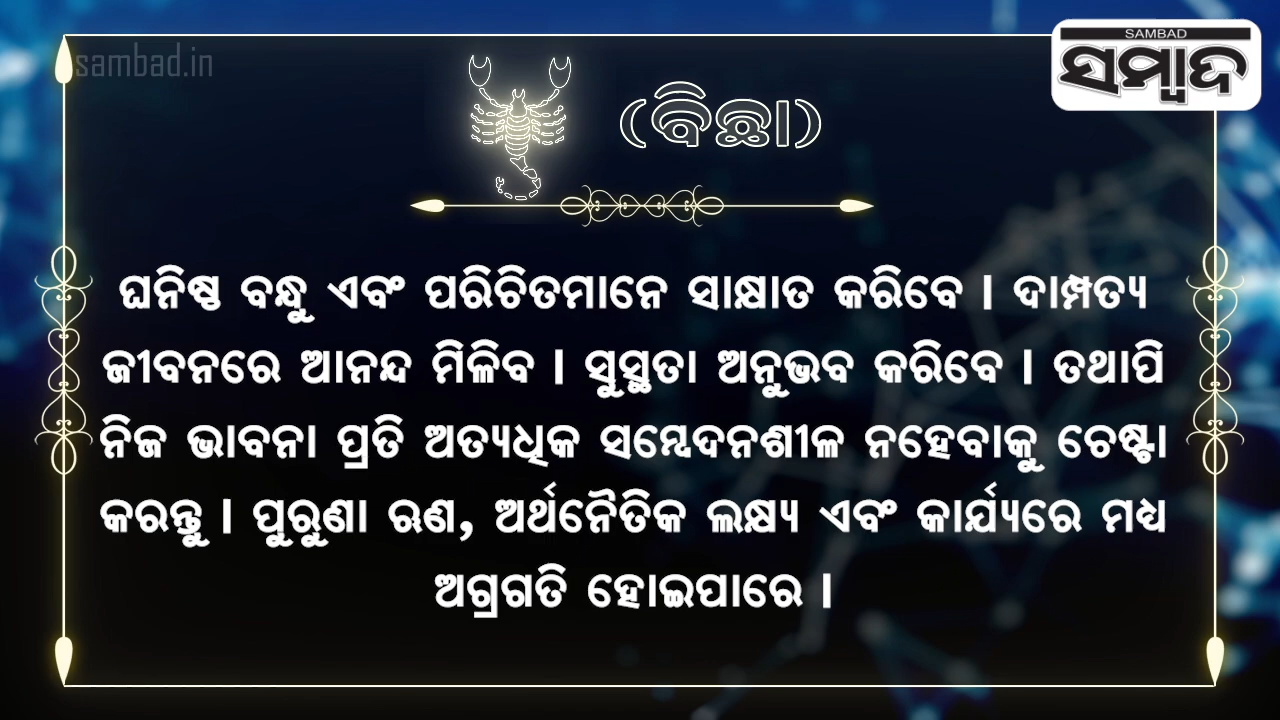 sambad.in
SAMBAD
ସମ୍ବାଦ
(ବିଛା)
ଘନିଷ୍ଠ ବନ୍ଧୁ ଏବଂ ପରିଚିତମାନେ ସାକ୍ଷାତ କରିବେ । ଦାମ୍ପତ୍ୟ
ଜୀବନରେ ଆନନ୍ଦ ମିଳିବ । ସୁସ୍ଥତା ଅନୁଭବ କରିବେ । ତଥାପି
ନିଜ ଭାବନା ପ୍ରତି ଅତ୍ୟଧିକ ସମ୍ବେଦନଶୀଳ ନହେବାକୁ ଚେଷ୍ଟା
କରନ୍ତୁ । ପୁରୁଣା ଋଣ, ଅର୍ଥନୈତିକ ଲକ୍ଷ୍ୟ ଏବଂ କାର୍ଯ୍ୟରେ ମଧ୍ୟ
ଅଗ୍ରଗତି ହୋଇପାରେ ।